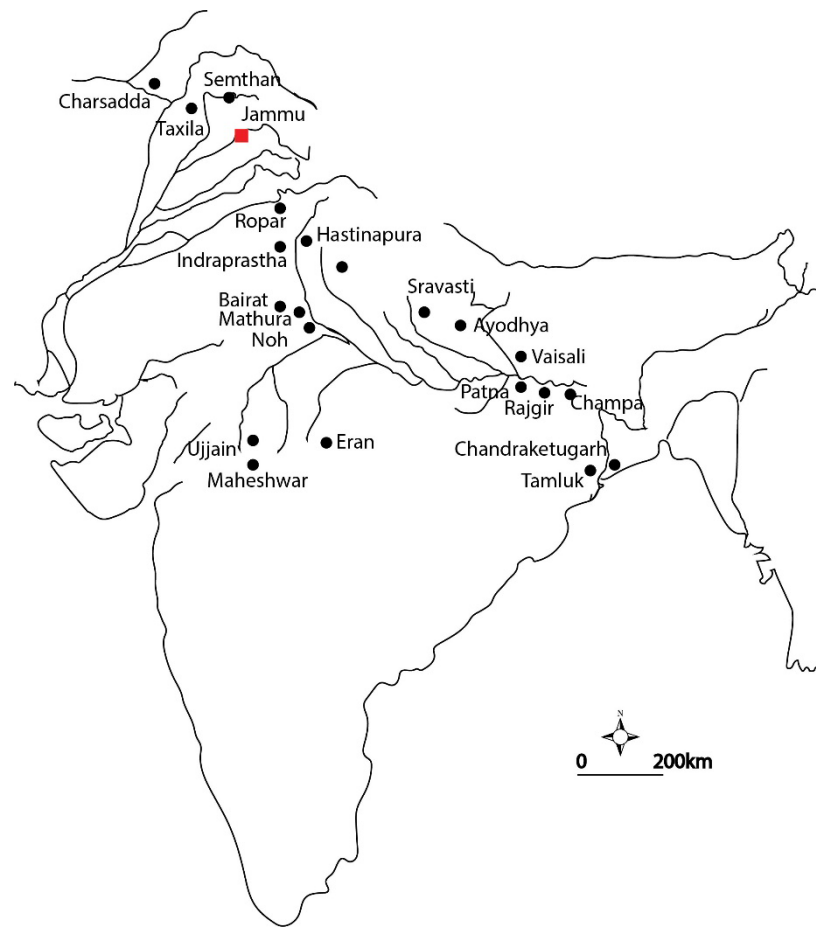 Semthan
Charsadda
Jammu
Taxila
Ropar
Hastinapura
Indraprastha
Sravasti
Bairat
Mathura
Ayodhya
Noh
Vaisali
Patna
Rajgir
Champa
Ujjain
Eran
Chandraketugarh
Maheshwar
Tamluk
N
0 200km